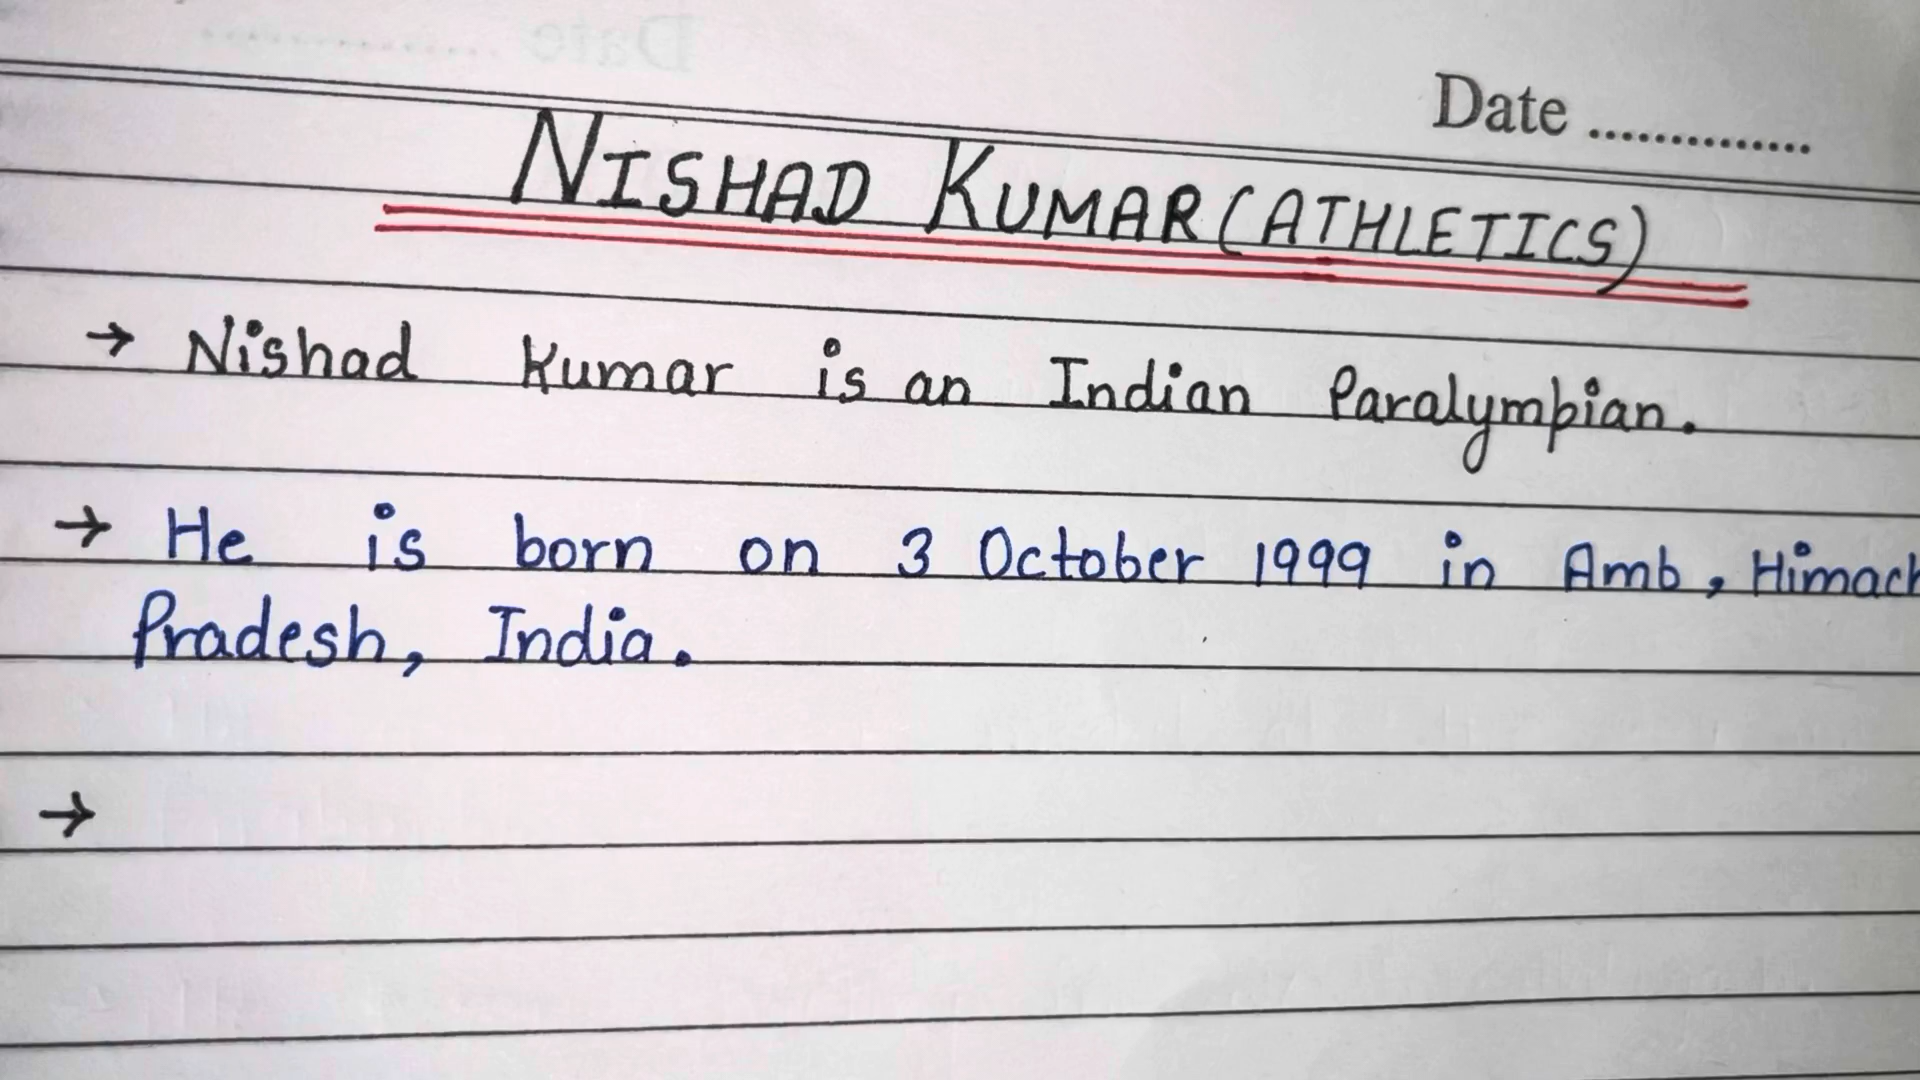 Date ..............
NISHAD KUMAR (ATHLETICS)
→ Nishad Kumar is an Indian Paralympian.
→ He is born on 3 October 1999 in Amb, Himach
Pradesh, India.
→